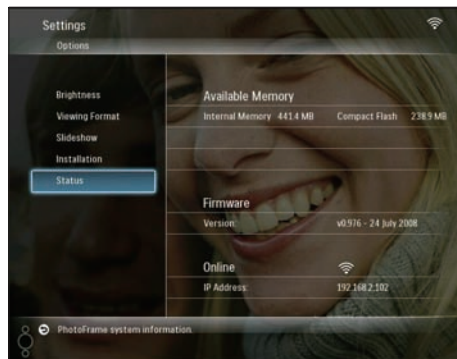 Settings
Options
Brightness
Viewing Format
Slideshow
Installation
Status
Available Memory
Internal Memory 441.4 MB Compact Flash 238.9 MB
Firmware
Version: v0.976 - 24 July 2008
Online
IP Address: 192.168.2.102
PhotoFrame system information.